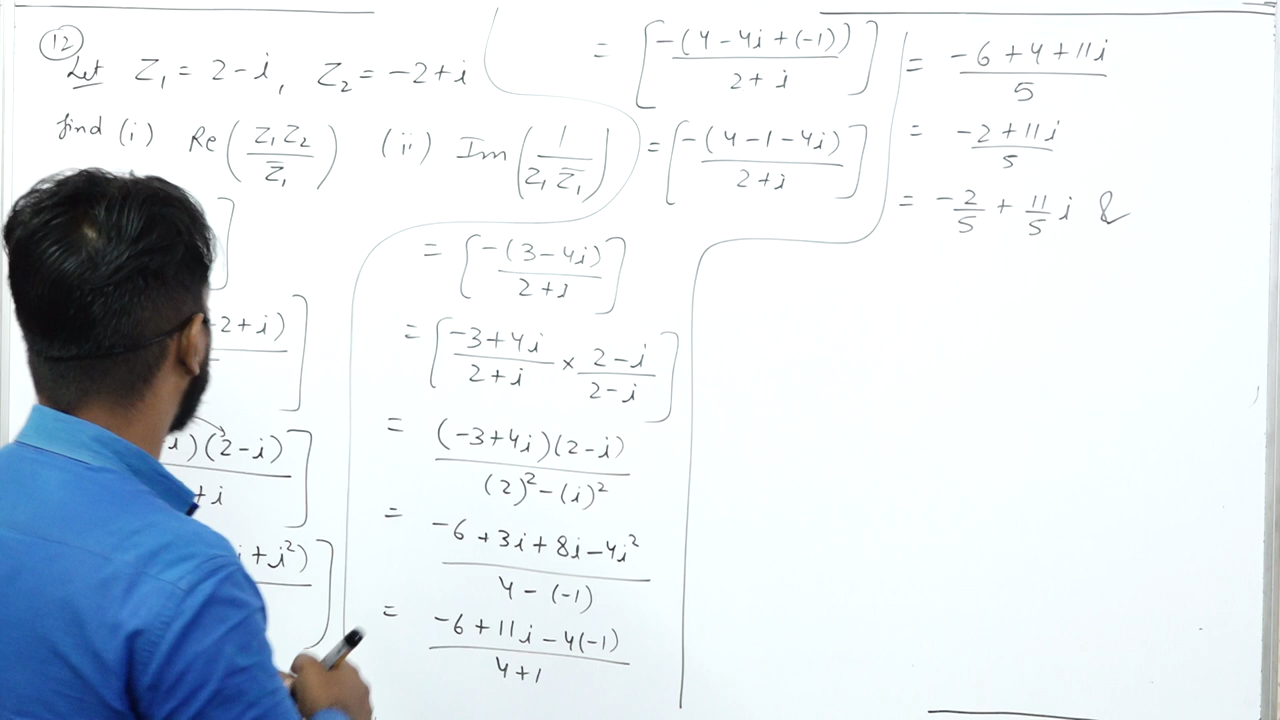 (12)
Let Z₁ = 2-i, Z₂ = -2+i
find (i) Re(Z₁Z₂/Z̄₁) (ii) Im(1/Z₁Z̄₁)
]
-2+i) ]
i)(2-i) / +i ]
i+i²) ]
= [-(4-4i+(-1)) / 2+i]
= [-(4-1-4i) / 2+i]
= [-(3-4i) / 2+i]
= [-3+4i / 2+i × 2-i / 2-i]
= (-3+4i)(2-i) / (2)²-(i)²
= -6+3i+8i-4i² / 4-(-1)
= -6+11i-4(-1) / 4+1
= -6+4+11i / 5
= -2+11i / 5
= -2/5 + 11/5 i &